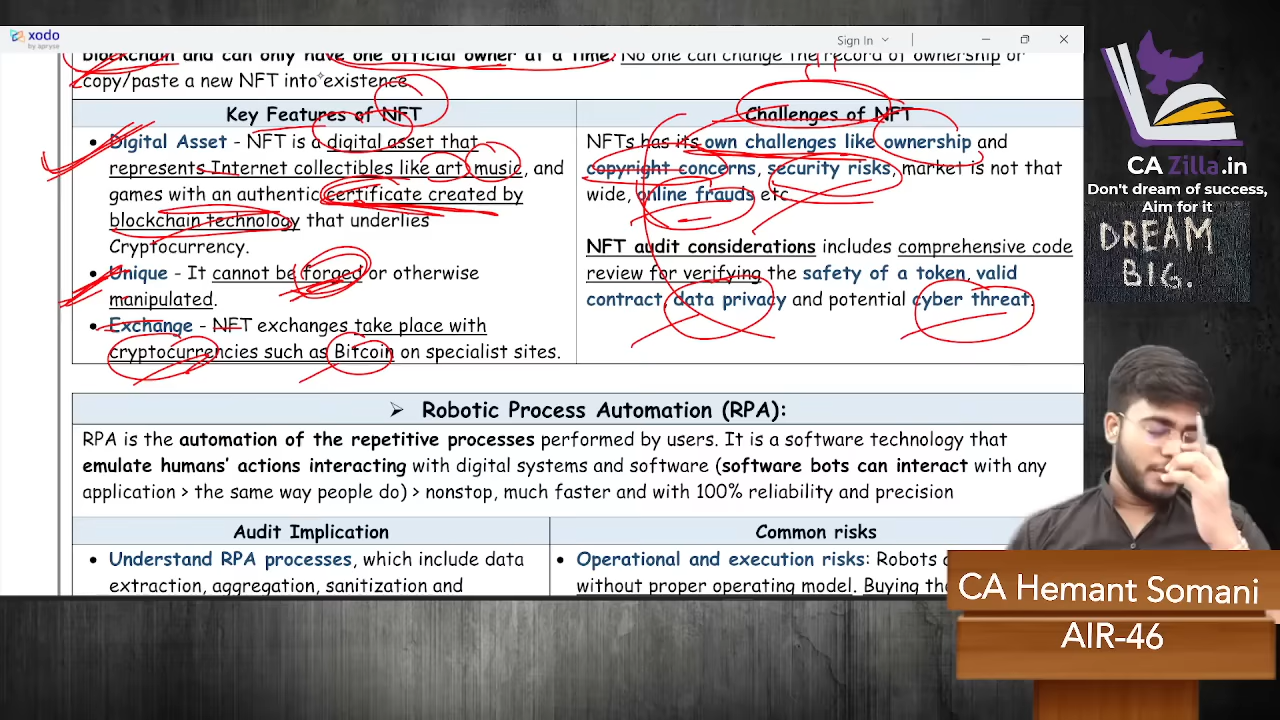 xodo
by apryse
Sign In
blockchain and can only have one official owner at a time. No one can change the record of ownership or
copy/paste a new NFT into existence.
Key Features of NFT
• Digital Asset - NFT is a digital asset that
represents Internet collectibles like art, music, and
games with an authentic certificate created by
blockchain technology that underlies
Cryptocurrency.
• Unique - It cannot be forged or otherwise
manipulated.
• Exchange - NFT exchanges take place with
cryptocurrencies such as Bitcoin on specialist sites.
Challenges of NFT
NFTs has its own challenges like ownership and
copyright concerns, security risks, market is not that
wide, online frauds etc.
NFT audit considerations includes comprehensive code
review for verifying the safety of a token, valid
contract, data privacy and potential cyber threat.
➢ Robotic Process Automation (RPA):
RPA is the automation of the repetitive processes performed by users. It is a software technology that
emulate humans’ actions interacting with digital systems and software (software bots can interact with any
application > the same way people do) > nonstop, much faster and with 100% reliability and precision
Audit Implication
• Understand RPA processes, which include data
extraction, aggregation, sanitization and
Common risks
• Operational and execution risks: Robots
without proper operating model. Buying
CA Zilla.in
Don't dream of success,
Aim for it
DREAM
BIG.
CA Hemant Somani
AIR-46